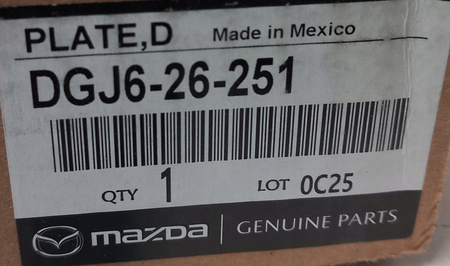 PLATE,D Made in Mexico
DGJ6-26-251
QTY 1 LOT 0C25
mazda | GENUINE PARTS